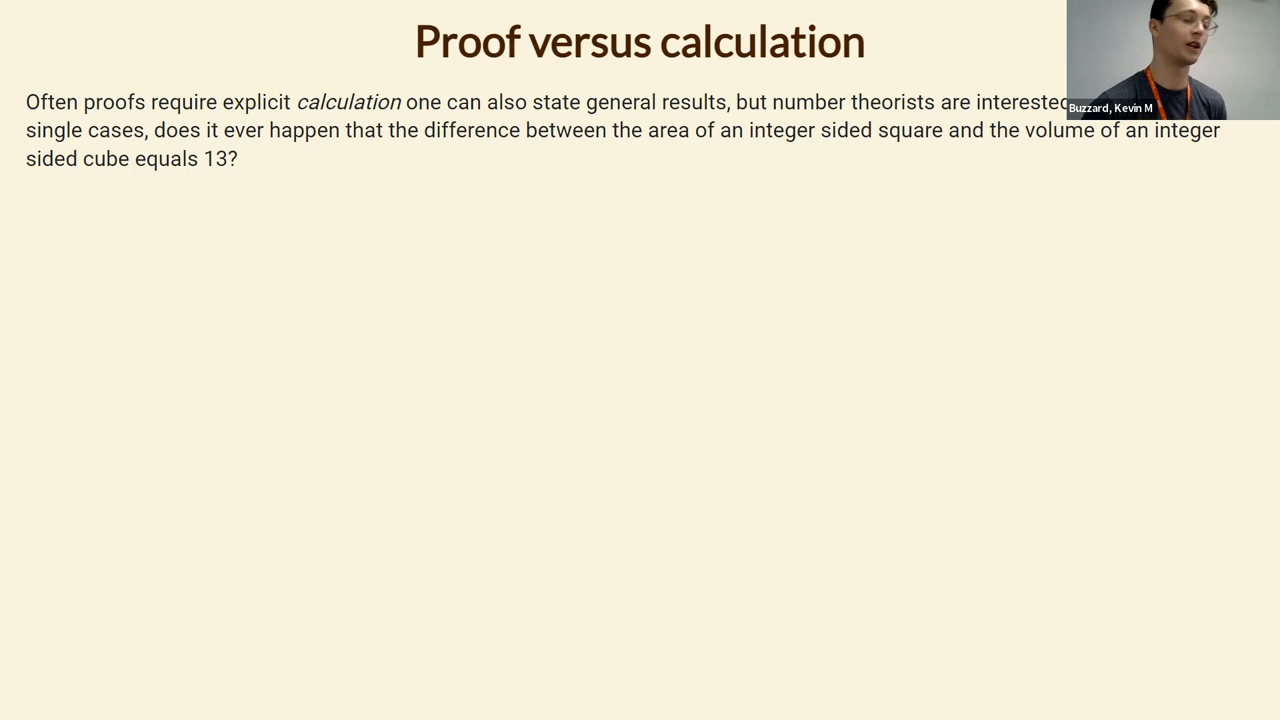 Proof versus calculation
Often proofs require explicit calculation one can also state general results, but number theorists are interested
Buzzard, Kevin M
single cases, does it ever happen that the difference between the area of an integer sided square and the volume of an integer
sided cube equals 13?